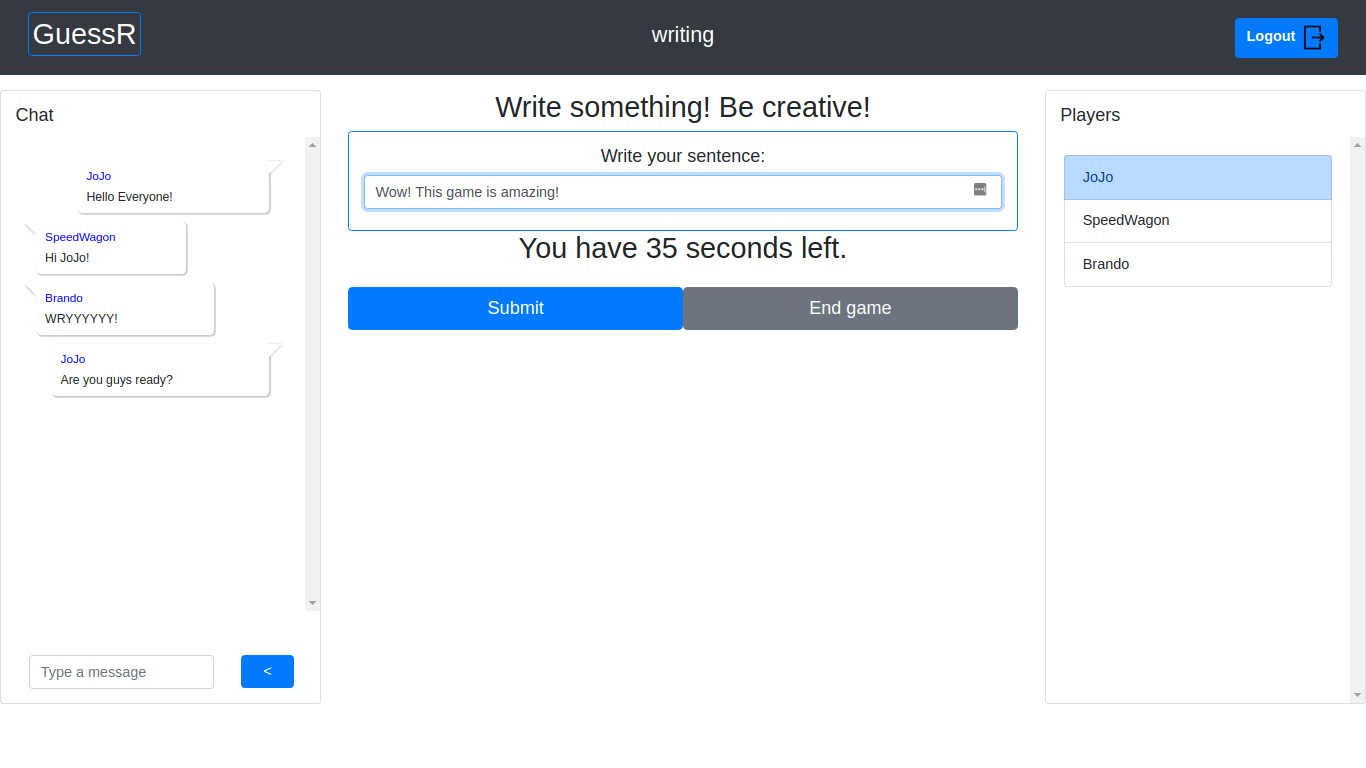 GuessR
writing
Logout
Chat
JoJo
Hello Everyone!
SpeedWagon
Hi JoJo!
Brando
WRYYYYYY!
JoJo
Are you guys ready?
Type a message
<
Write something! Be creative!
Write your sentence:
Wow! This game is amazing!
You have 35 seconds left.
Submit
End game
Players
JoJo
SpeedWagon
Brando